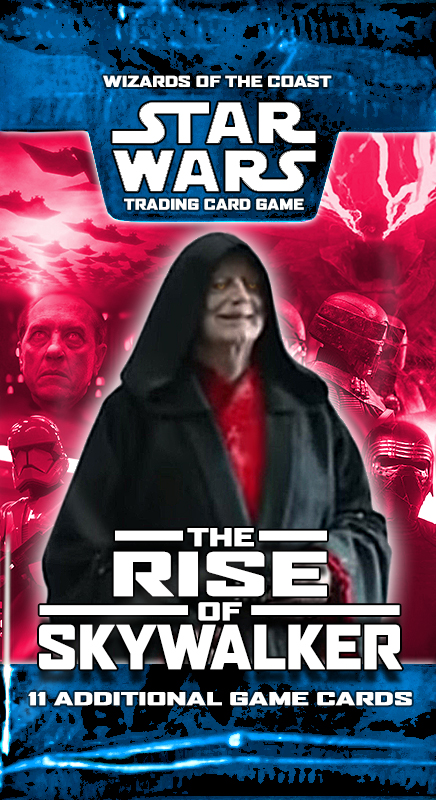 WIZARDS OF THE COAST
STAR
WARS
TRADING CARD GAME
THE
RISE
OF
SKYWALKER
11 ADDITIONAL GAME CARDS